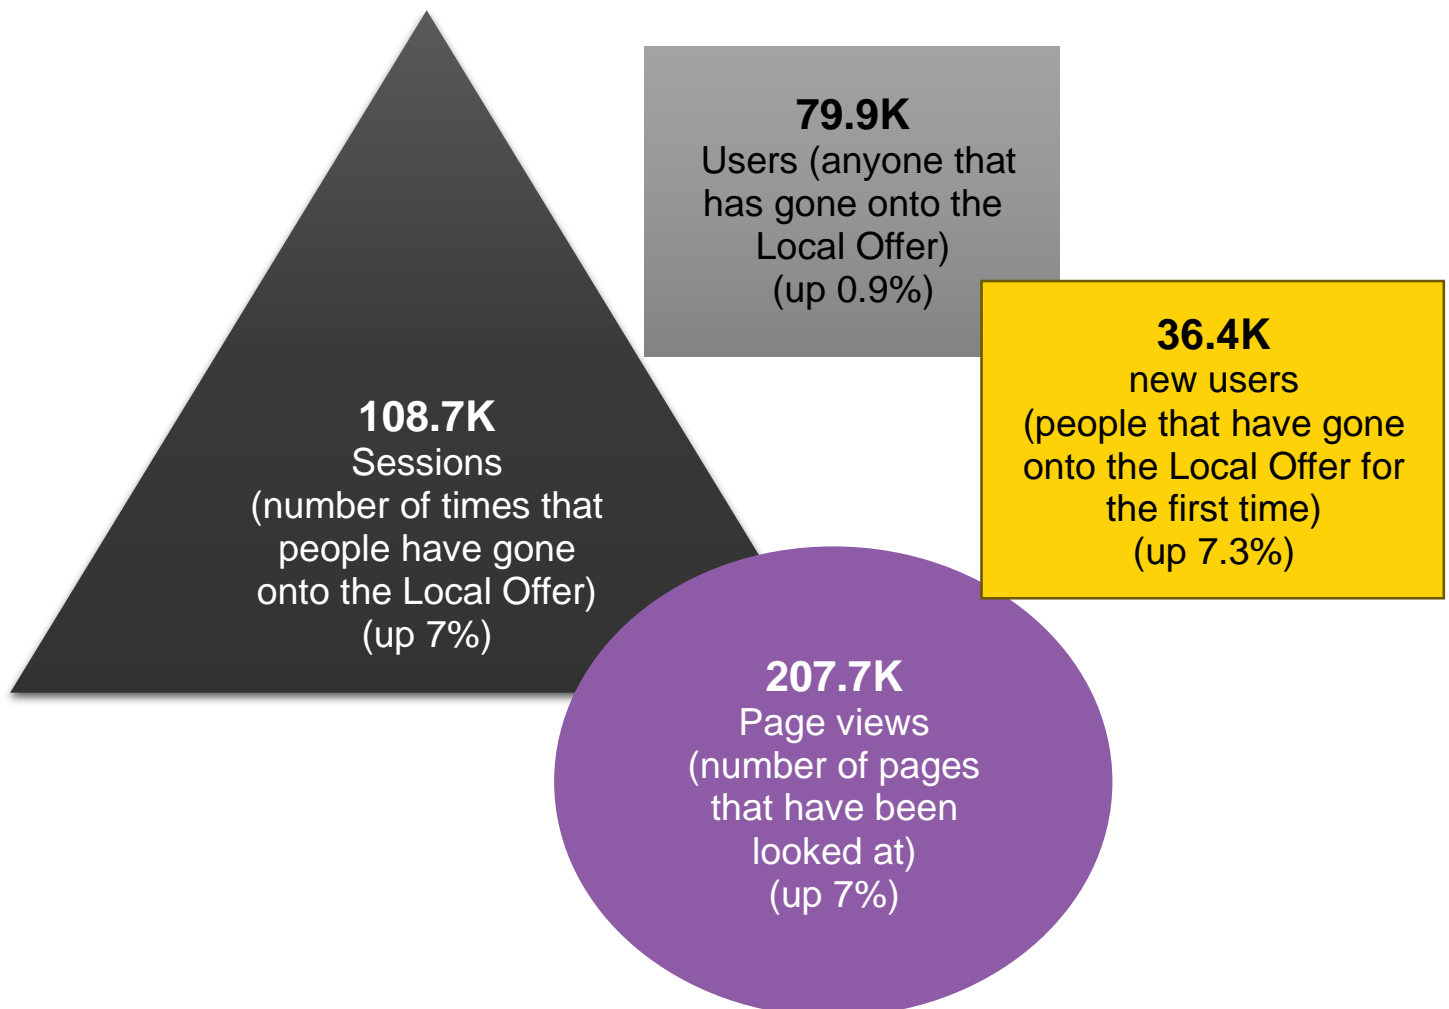 79.9K
Users (anyone that
has gone onto the
Local Offer)
(up 0.9%)
36.4K
new users
(people that have gone
onto the Local Offer for
the first time)
(up 7.3%)
108.7K
Sessions
(number of times that
people have gone
onto the Local Offer)
(up 7%)
207.7K
Page views
(number of pages
that have been
looked at)
(up 7%)